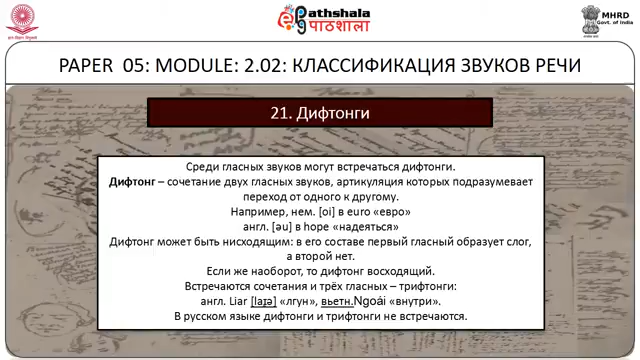 ePathshala
पाठशाला
MHRD
Govt. of India
PAPER 05: MODULE: 2.02: КЛАССИФИКАЦИЯ ЗВУКОВ РЕЧИ
21. Дифтонги
Среди гласных звуков могут встречаться дифтонги.
Дифтонг – сочетание двух гласных звуков, артикуляция которых подразумевает
переход от одного к другому.
Например, нем. [oi] в euro «евро»
англ. [əu] в hope «надеяться»
Дифтонг может быть нисходящим: в его составе первый гласный образует слог,
а второй нет.
Если же наоборот, то дифтонг восходящий.
Встречаются сочетания и трёх гласных – трифтонги:
англ. Liar [laɪə] «лгун», вьетн.Ngoái «внутри».
В русском языке дифтонги и трифтонги не встречаются.